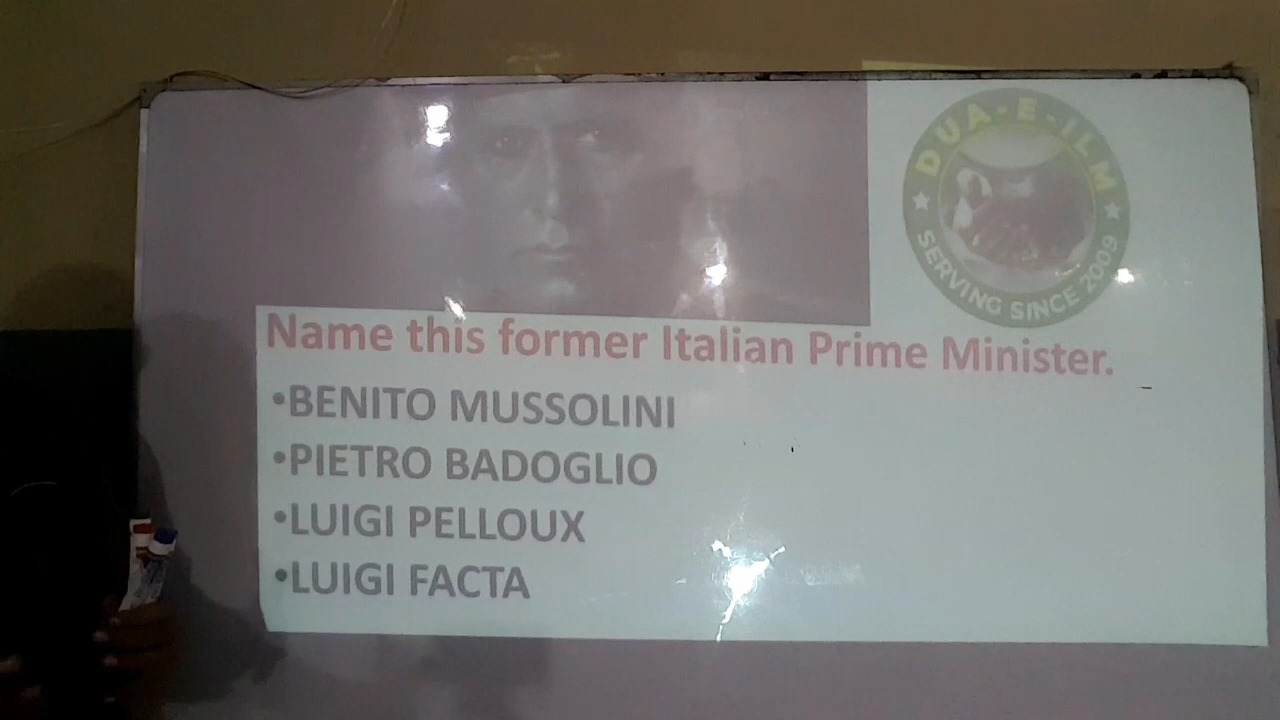 DUA-E-ILM
SERVING SINCE 2009
Name this former Italian Prime Minister.
•BENITO MUSSOLINI
•PIETRO BADOGLIO
•LUIGI PELLOUX
•LUIGI FACTA